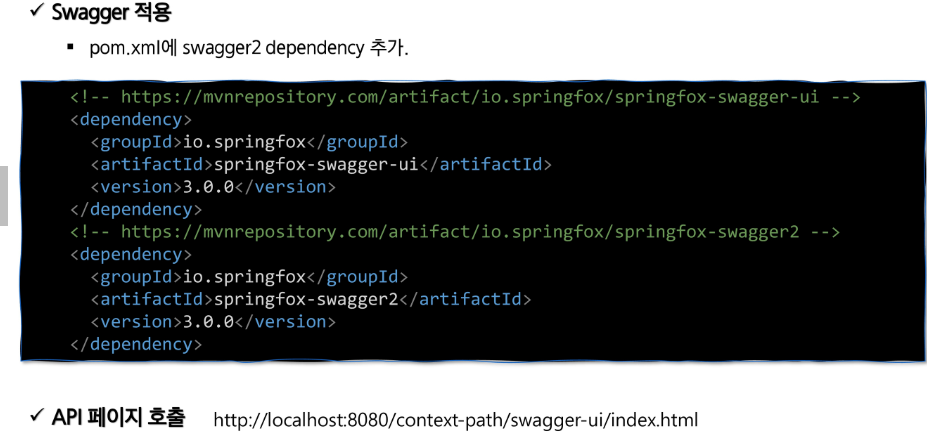 ✓ Swagger 적용
▪ pom.xml에 swagger2 dependency 추가.
<!-- https://mvnrepository.com/artifact/io.springfox/springfox-swagger-ui -->
<dependency>
<groupId>io.springfox</groupId>
<artifactId>springfox-swagger-ui</artifactId>
<version>3.0.0</version>
</dependency>
<!-- https://mvnrepository.com/artifact/io.springfox/springfox-swagger2 -->
<dependency>
<groupId>io.springfox</groupId>
<artifactId>springfox-swagger2</artifactId>
<version>3.0.0</version>
</dependency>
✓ API 페이지 호출 http://localhost:8080/context-path/swagger-ui/index.html